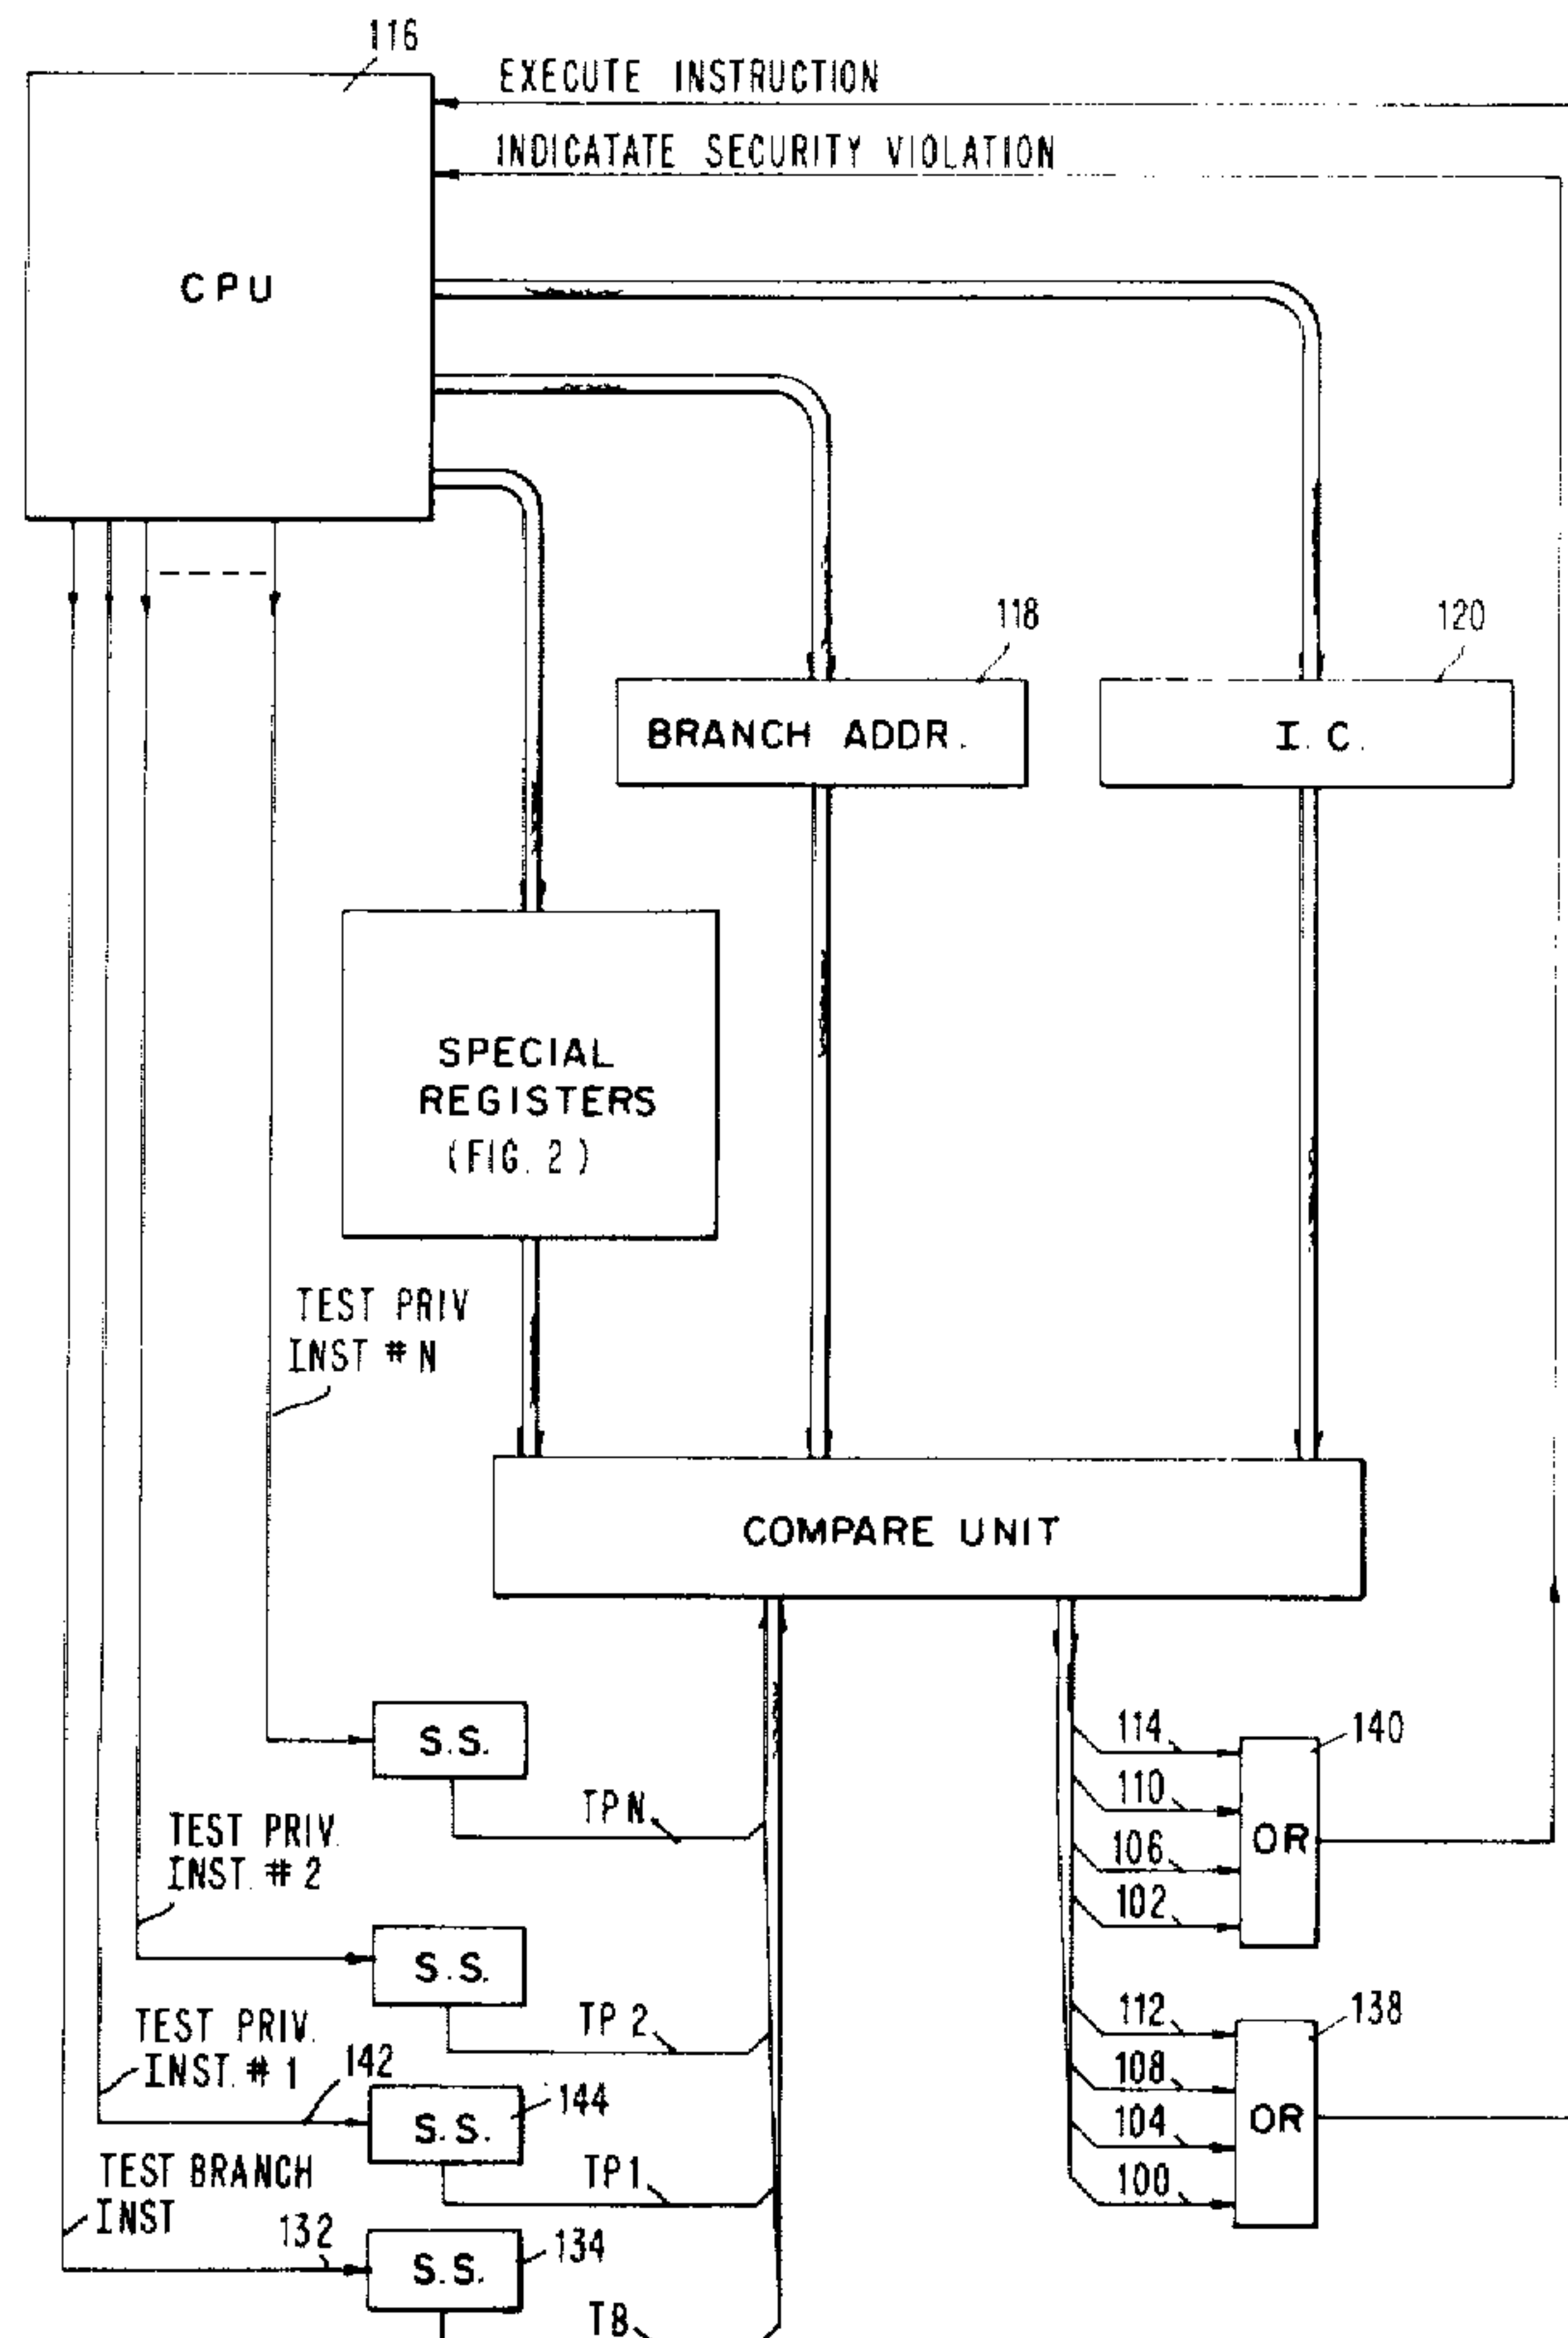 116
EXECUTE INSTRUCTION
INDICATATE SECURITY VIOLATION
CPU
118
120
BRANCH ADDR.
I. C.
SPECIAL
REGISTERS
(FIG. 2)
TEST PRIV
INST # N
COMPARE UNIT
S.S.
114
140
TPN
110
OR
106
102
TEST PRIV.
INST. # 2
S.S.
TP 2
112
138
TEST PRIV.
INST. # 1
142
108
S.S.
144
104
OR
TEST BRANCH
INST
TP1
100
132
S.S.
134
TB